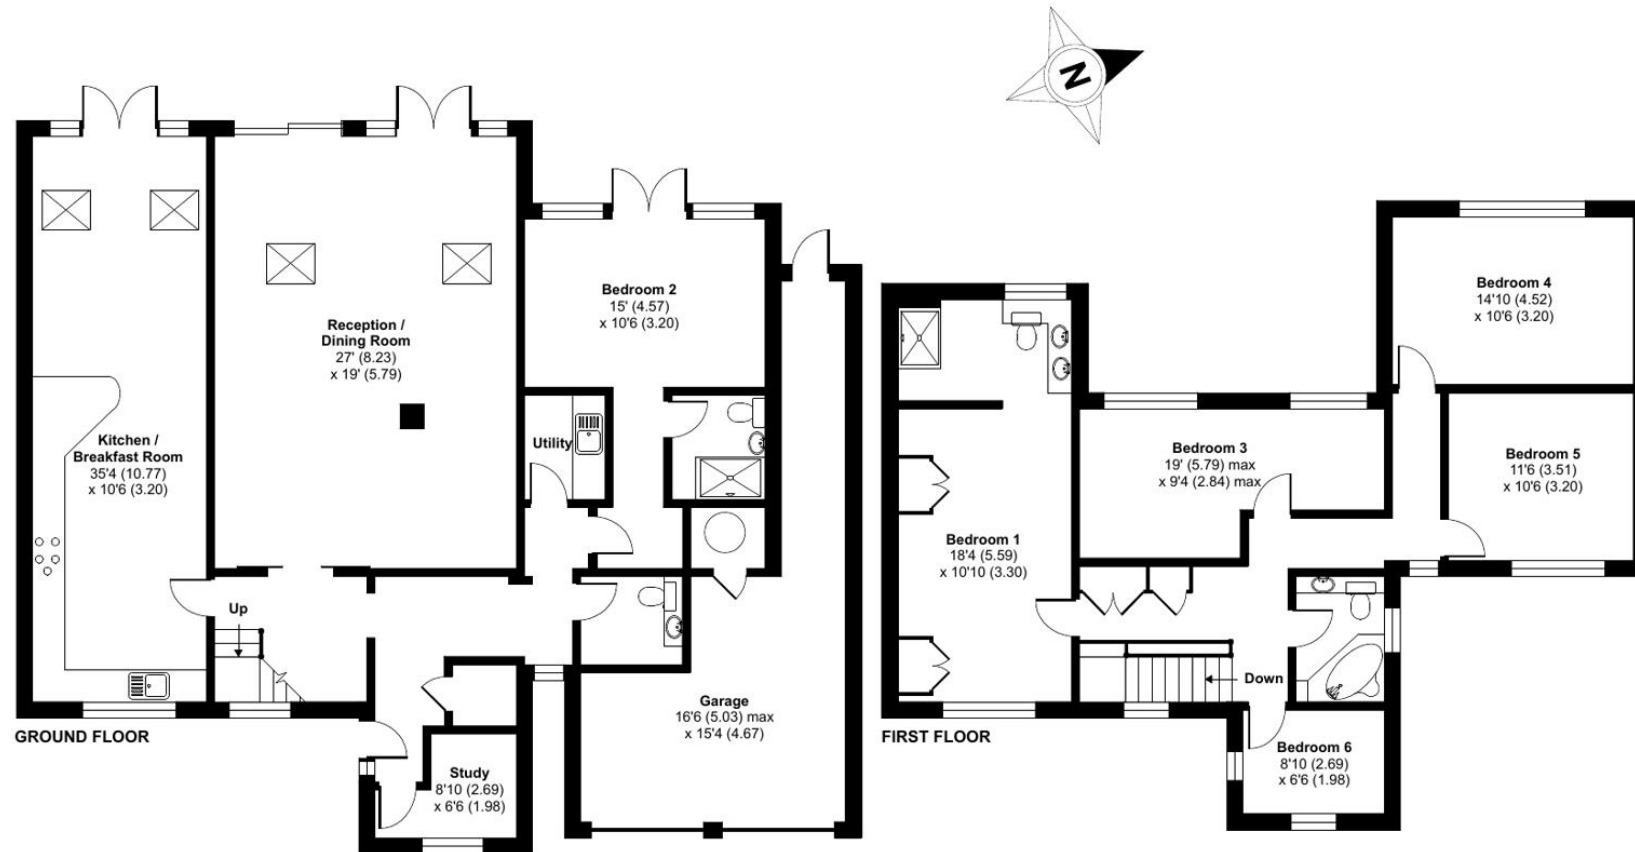 N
Kitchen /
Breakfast Room
35'4 (10.77)
x 10'6 (3.20)
Reception /
Dining Room
27' (8.23)
x 19' (5.79)
Bedroom 2
15' (4.57)
x 10'6 (3.20)
Utility
Up
Garage
16'6 (5.03) max
x 15'4 (4.67)
Study
8'10 (2.69)
x 6'6 (1.98)
GROUND FLOOR
Bedroom 4
14'10 (4.52)
x 10'6 (3.20)
Bedroom 3
19' (5.79) max
x 9'4 (2.84) max
Bedroom 5
11'6 (3.51)
x 10'6 (3.20)
Bedroom 1
18'4 (5.59)
x 10'10 (3.30)
Down
Bedroom 6
8'10 (2.69)
x 6'6 (1.98)
FIRST FLOOR